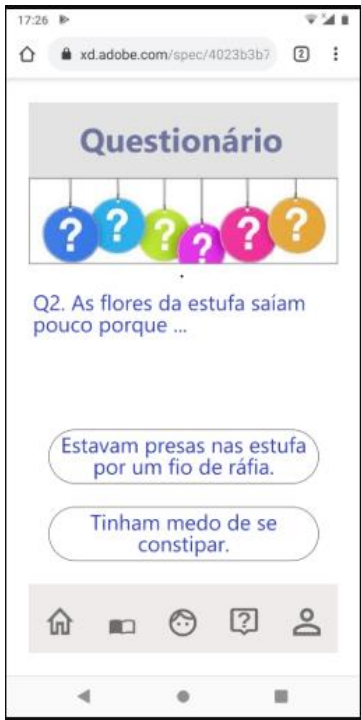 17:26
xd.adobe.com/spec/4023b3b7
2
Questionário
? ? ? ? ? ?
Q2. As flores da estufa saíam
pouco porque ...
Estavam presas nas estufa
por um fio de ráfia.
Tinham medo de se
constipar.
?